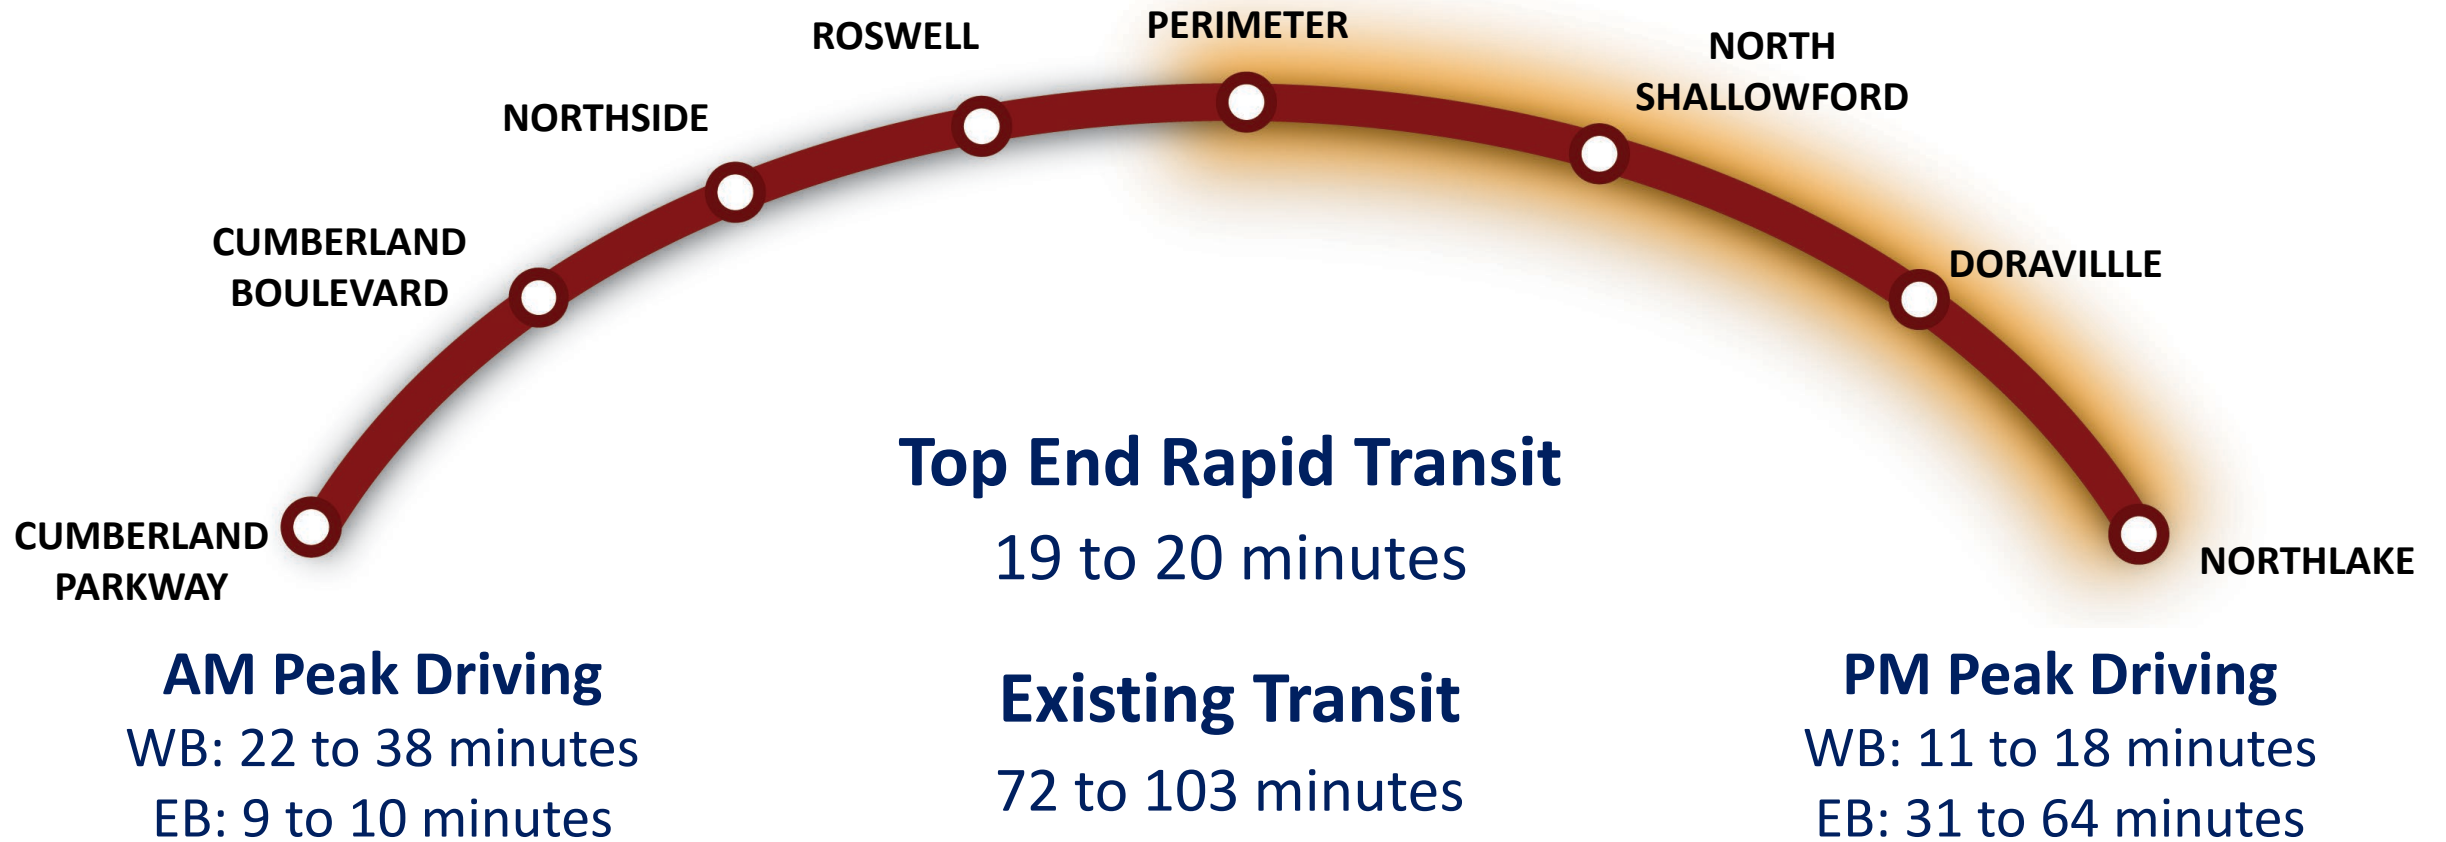 PERIMETER
ROSWELL
NORTH
SHALLOWFORD
NORTHSIDE
CUMBERLAND
BOULEVARD
DORAVILLLE
CUMBERLAND
PARKWAY
NORTHLAKE
Top End Rapid Transit
19 to 20 minutes
AM Peak Driving
WB: 22 to 38 minutes
EB: 9 to 10 minutes
Existing Transit
72 to 103 minutes
PM Peak Driving
WB: 11 to 18 minutes
EB: 31 to 64 minutes